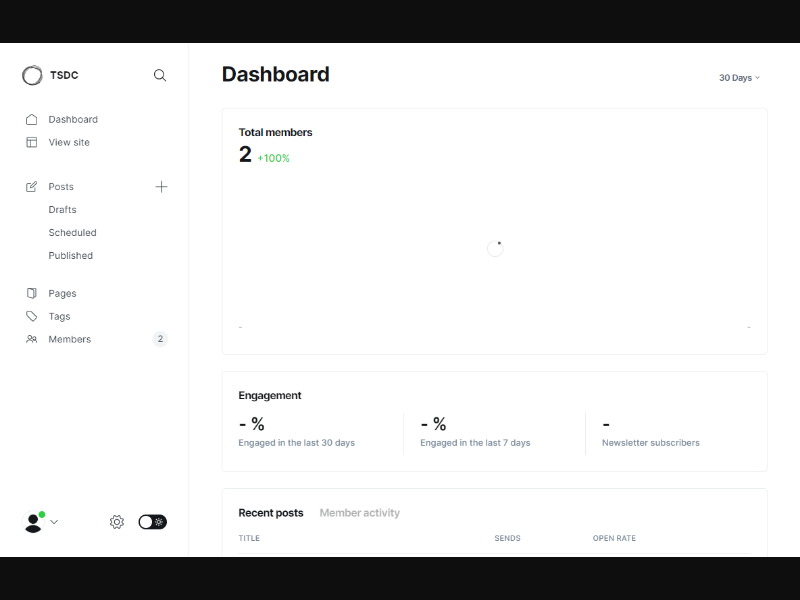 TSDC
Dashboard
View site
Posts
Drafts
Scheduled
Published
Pages
Tags
Members 2
Dashboard
30 Days
Total members
2 +100%
- -
Engagement
- % - % -
Engaged in the last 30 days Engaged in the last 7 days Newsletter subscribers
Recent posts Member activity
TITLE SENDS OPEN RATE